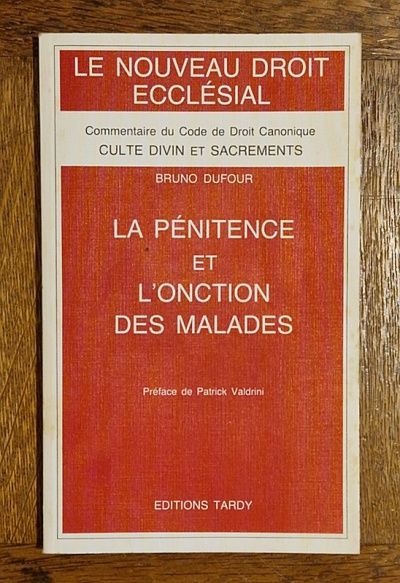 LE NOUVEAU DROIT
ECCLÉSIAL
Commentaire du Code de Droit Canonique
CULTE DIVIN ET SACREMENTS
BRUNO DUFOUR
LA PÉNITENCE
ET
L'ONCTION
DES MALADES
Préface de Patrick Valdrini
EDITIONS TARDY